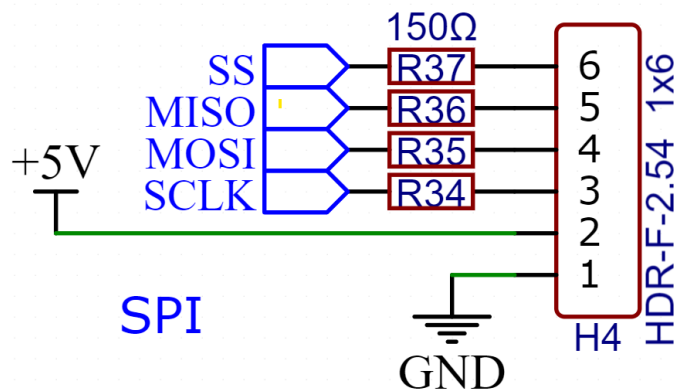 150Ω
SS R37 6
MISO R36 5
MOSI R35 4
SCLK R34 3
+5V 2
1
SPI
GND
H4
HDR-F-2.54 1x6